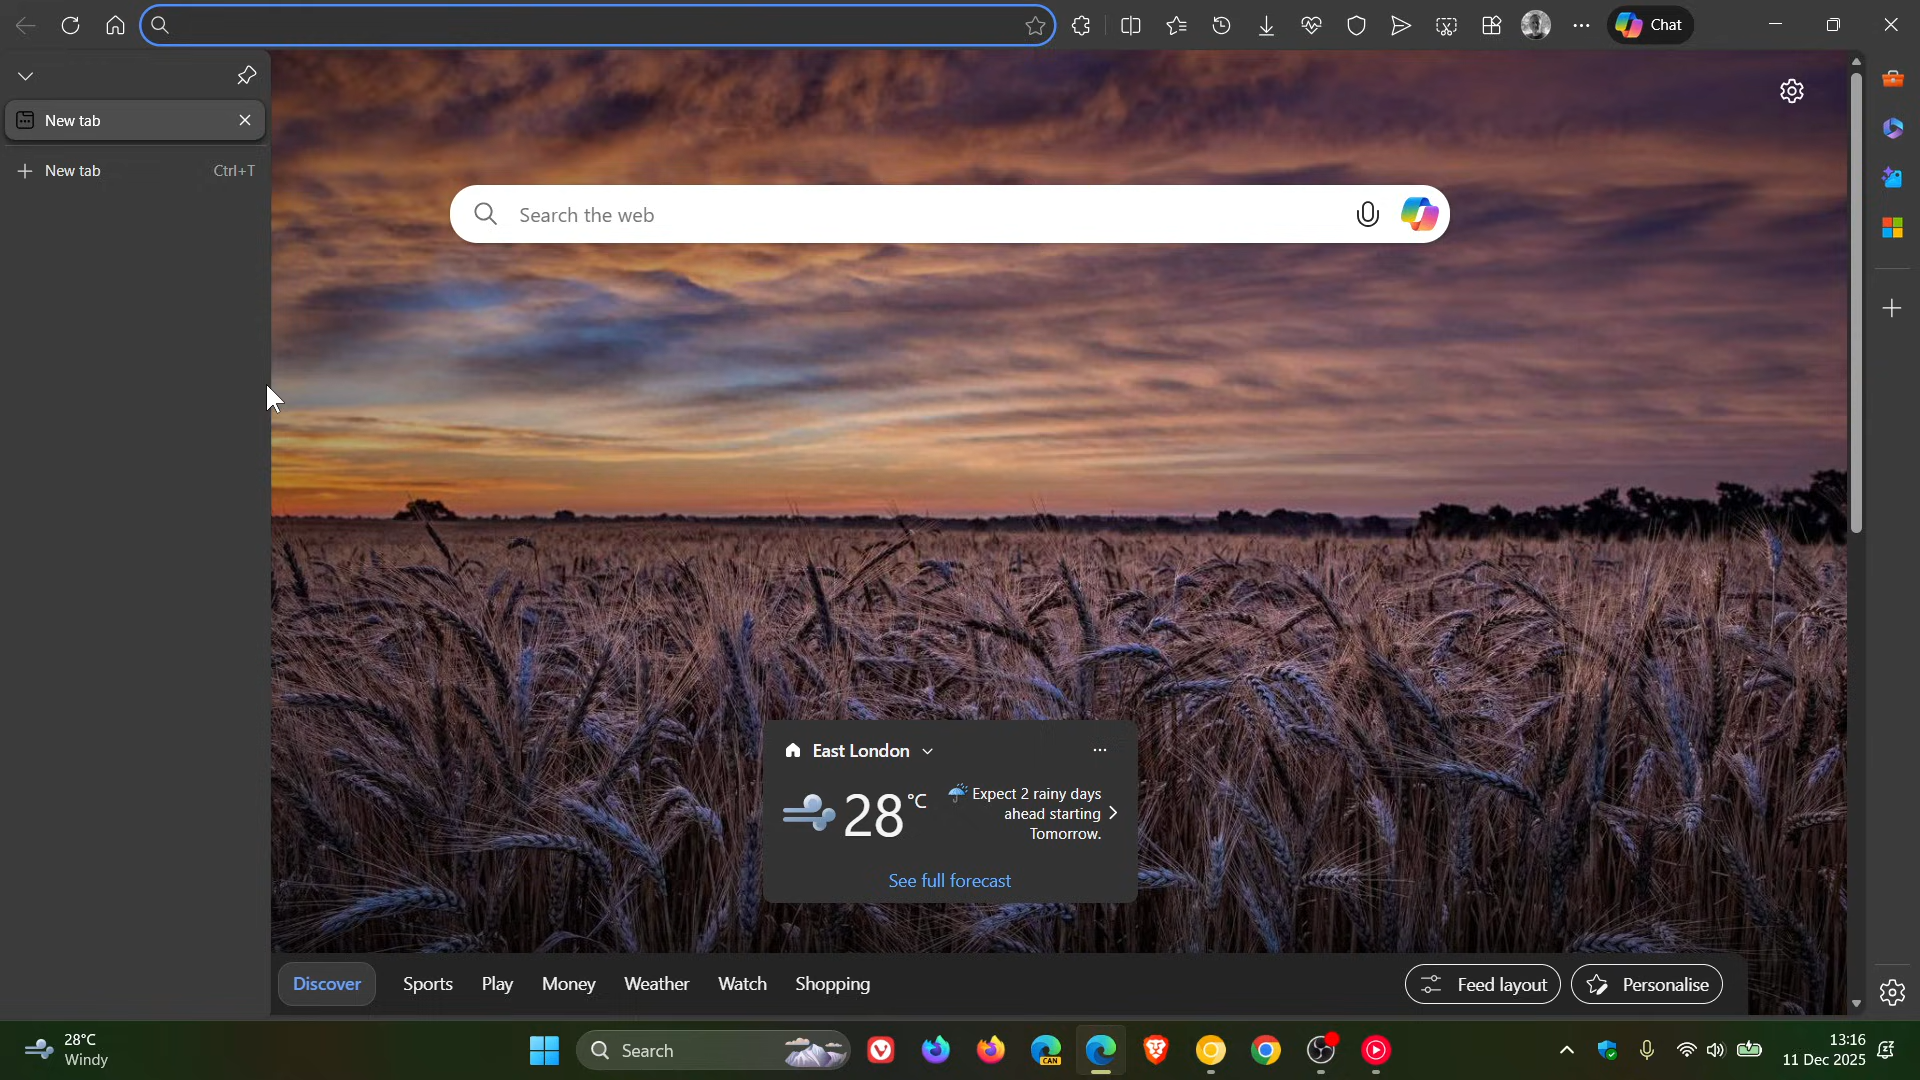 Chat
New tab
New tab Ctrl+T
Search the web
East London
28 °C
Expect 2 rainy days
ahead starting
Tomorrow.
See full forecast
Discover Sports Play Money Weather Watch Shopping Feed layout Personalise
28°C
Windy
Search
CAN
13:16
11 Dec 2025